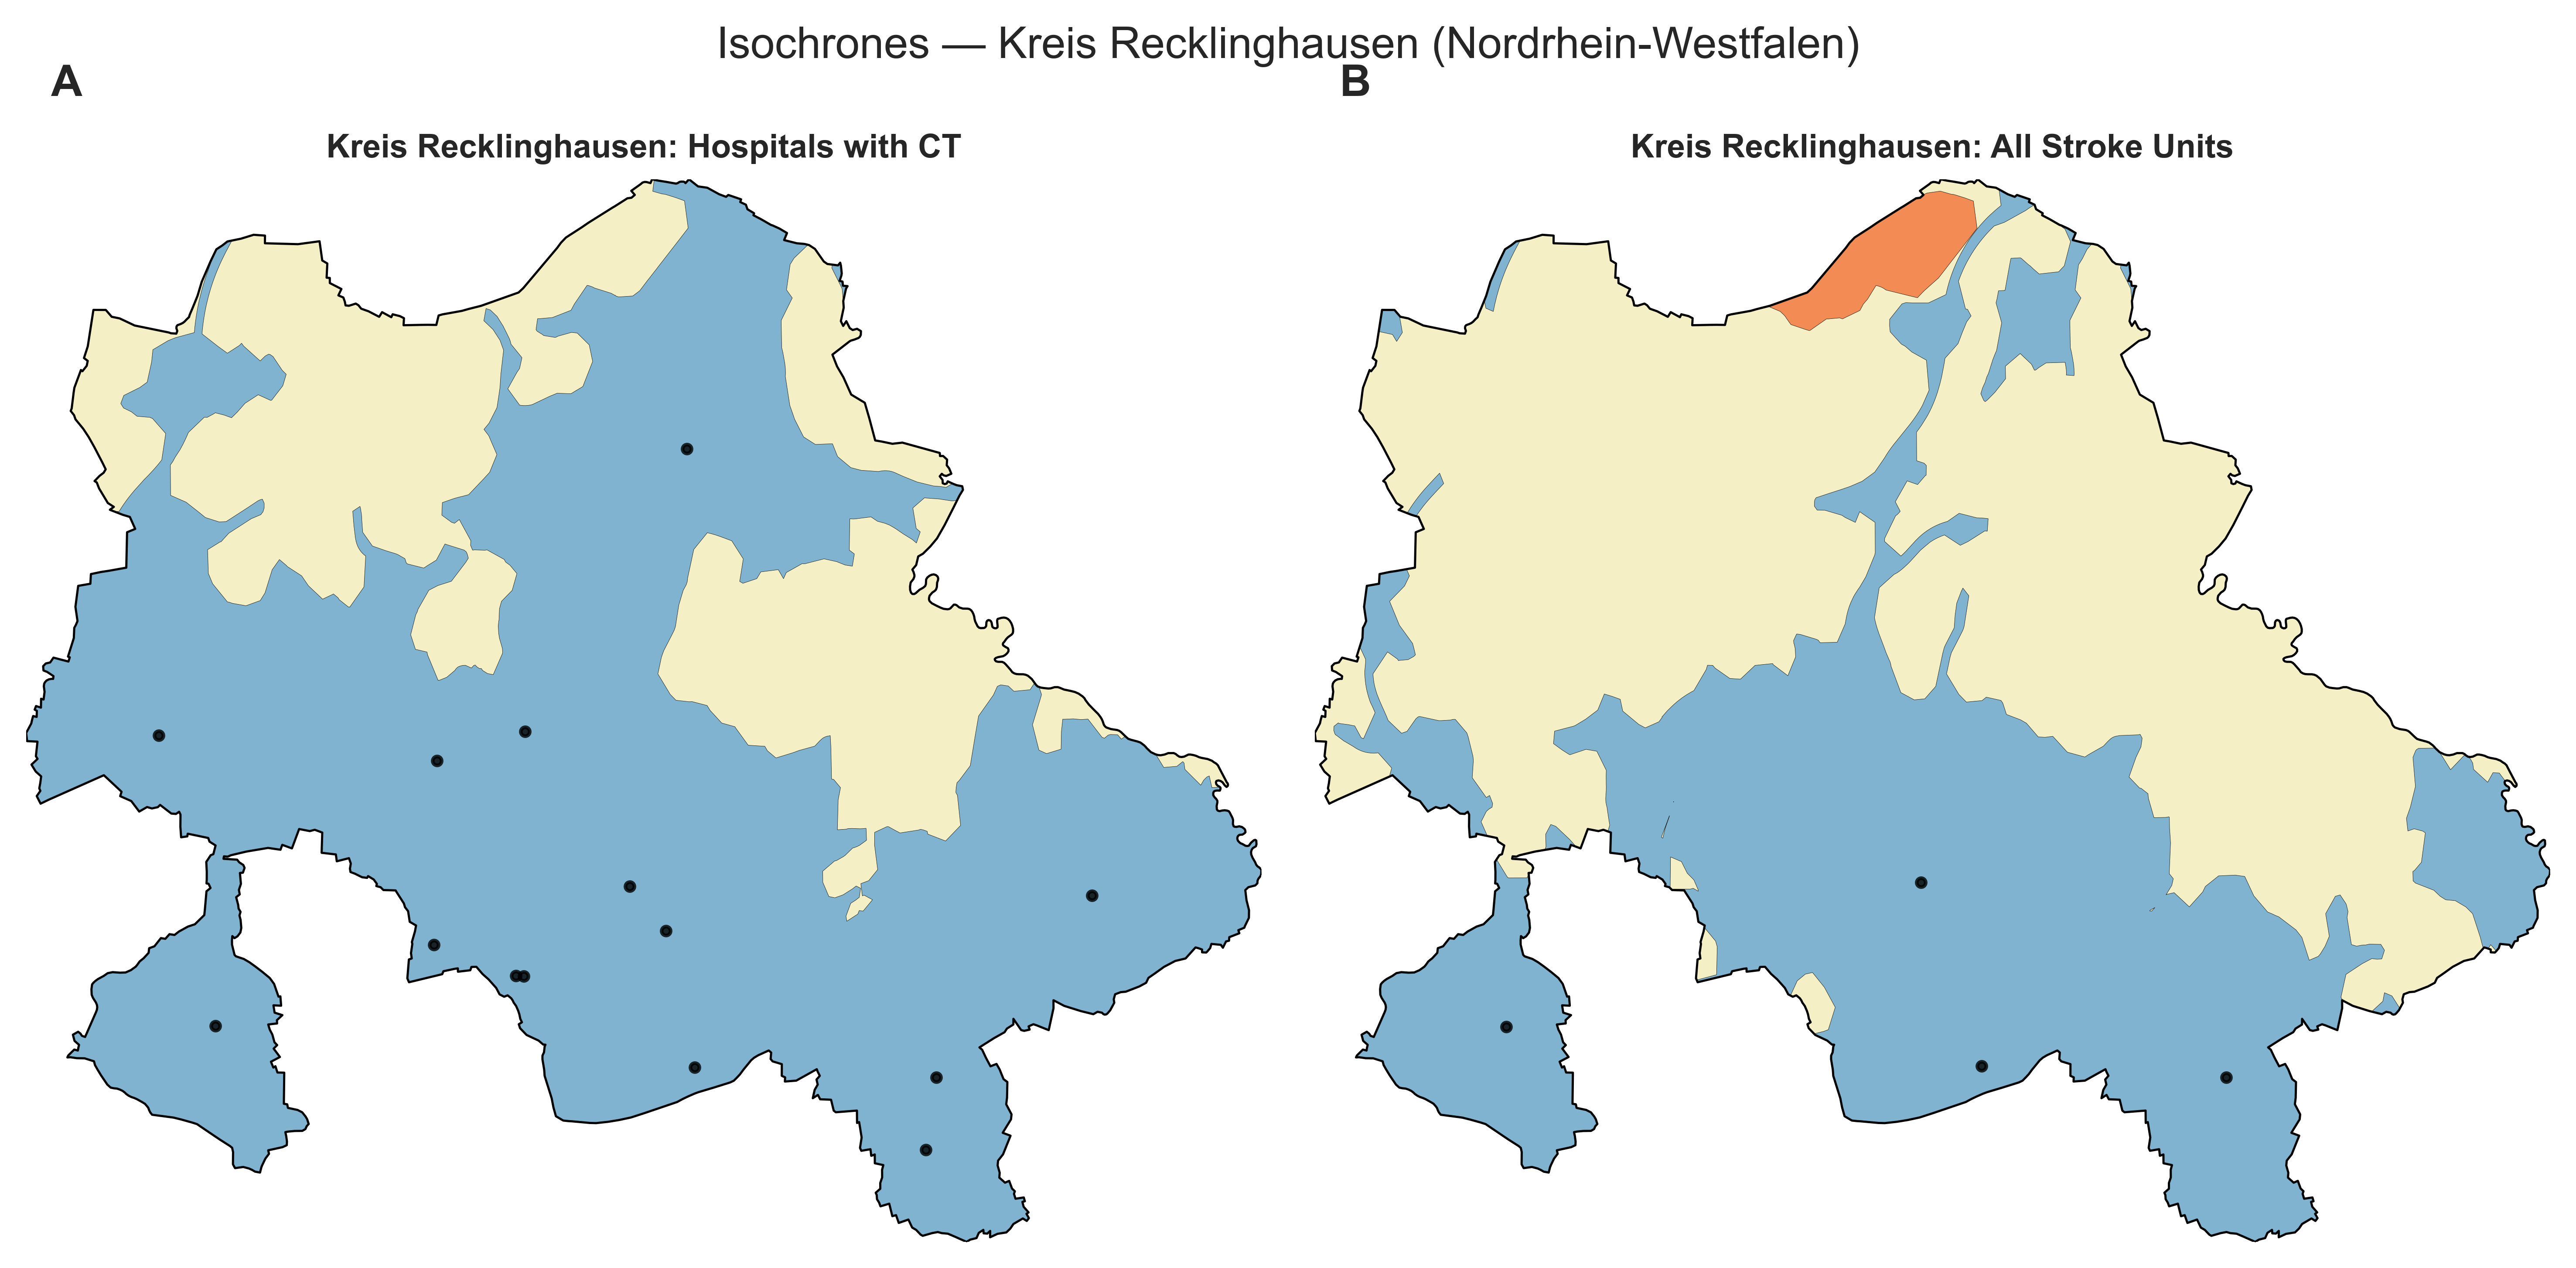 Isochrones — Kreis Recklinghausen (Nordrhein-Westfalen)
A
B
Kreis Recklinghausen: Hospitals with CT
Kreis Recklinghausen: All Stroke Units